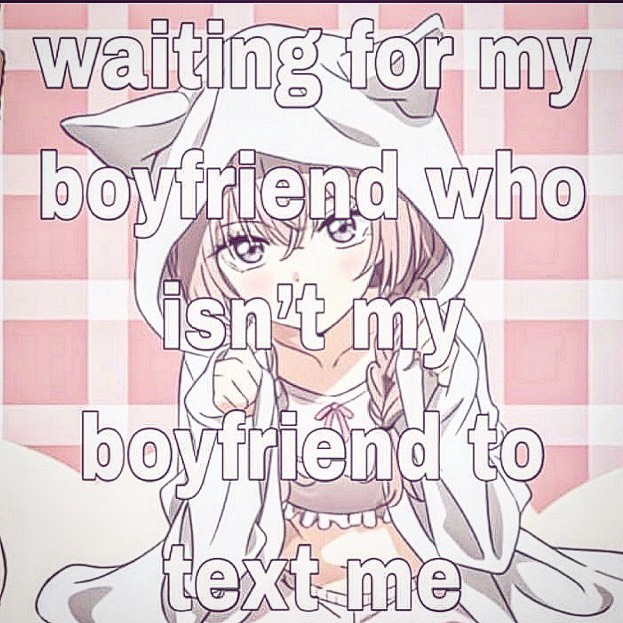 waiting for my
boyfriend who
isn't my
boyfriend to
text me